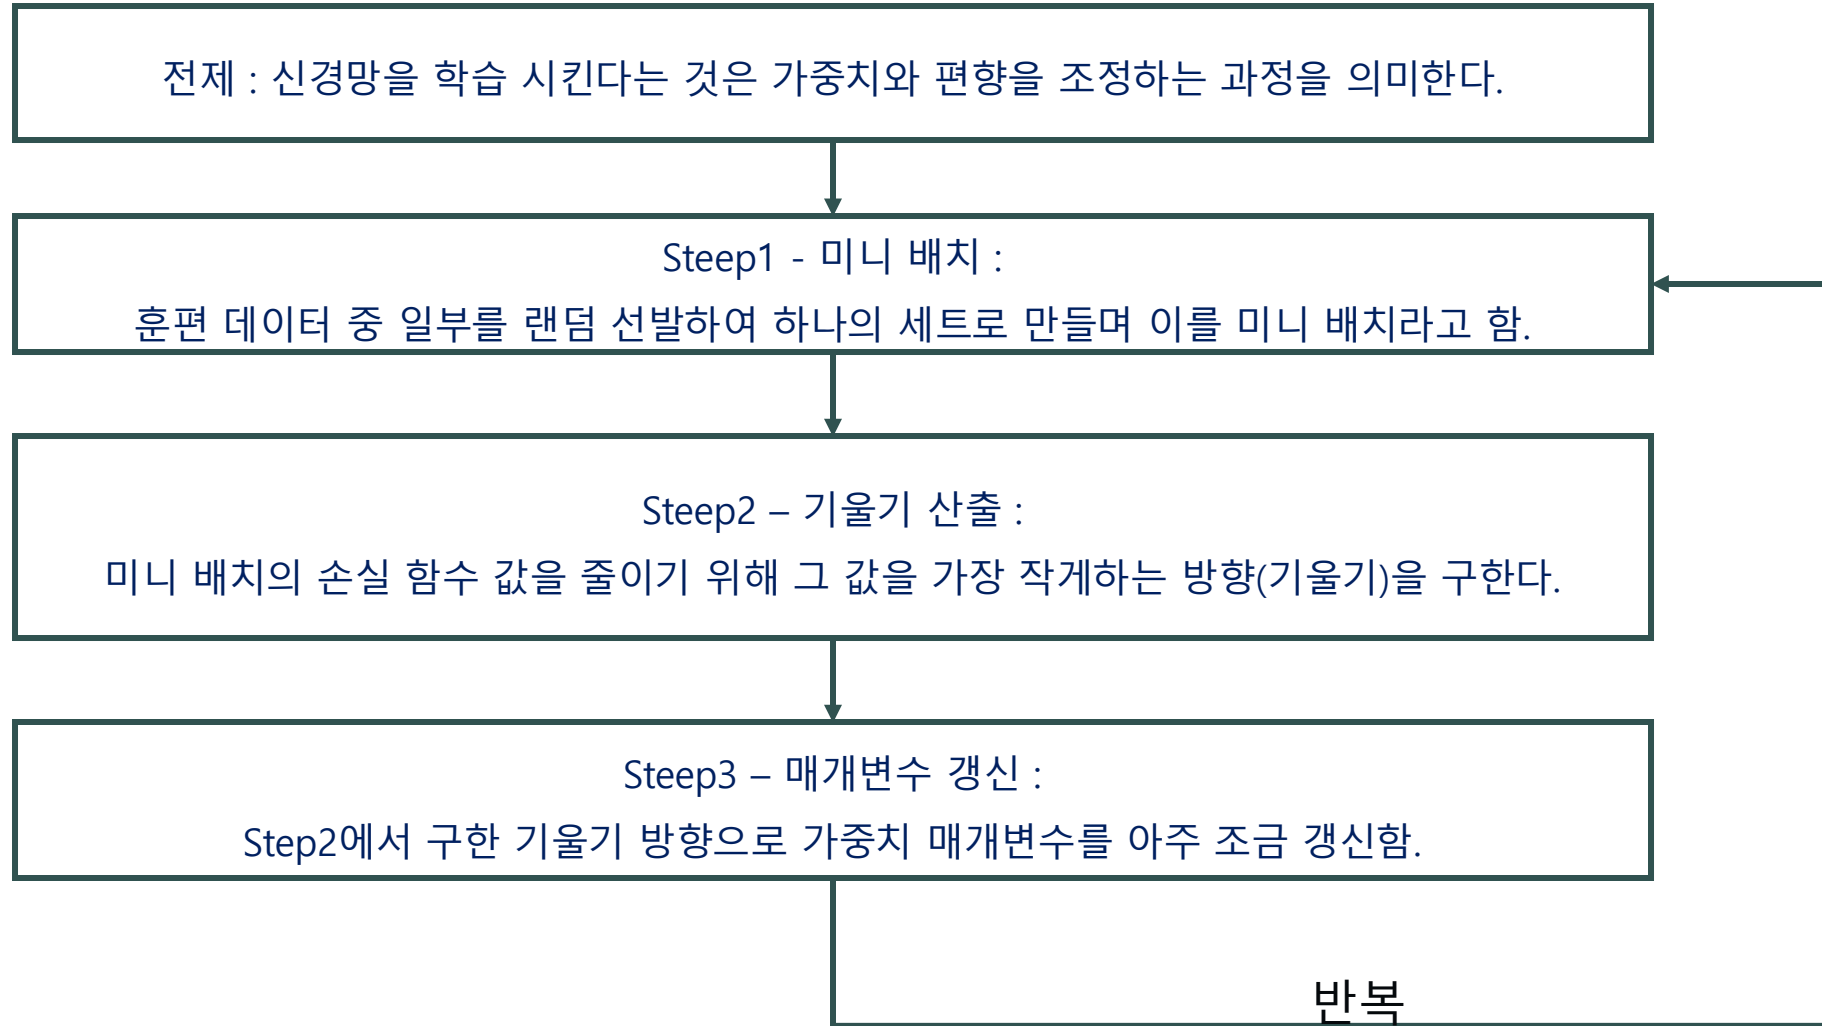 전제 : 신경망을 학습 시킨다는 것은 가중치와 편향을 조정하는 과정을 의미한다.
Steep1 - 미니 배치 :
훈편 데이터 중 일부를 랜덤 선발하여 하나의 세트로 만들며 이를 미니 배치라고 함.
Steep2 – 기울기 산출 :
미니 배치의 손실 함수 값을 줄이기 위해 그 값을 가장 작게하는 방향(기울기)을 구한다.
Steep3 – 매개변수 갱신 :
Step2에서 구한 기울기 방향으로 가중치 매개변수를 아주 조금 갱신함.
반복